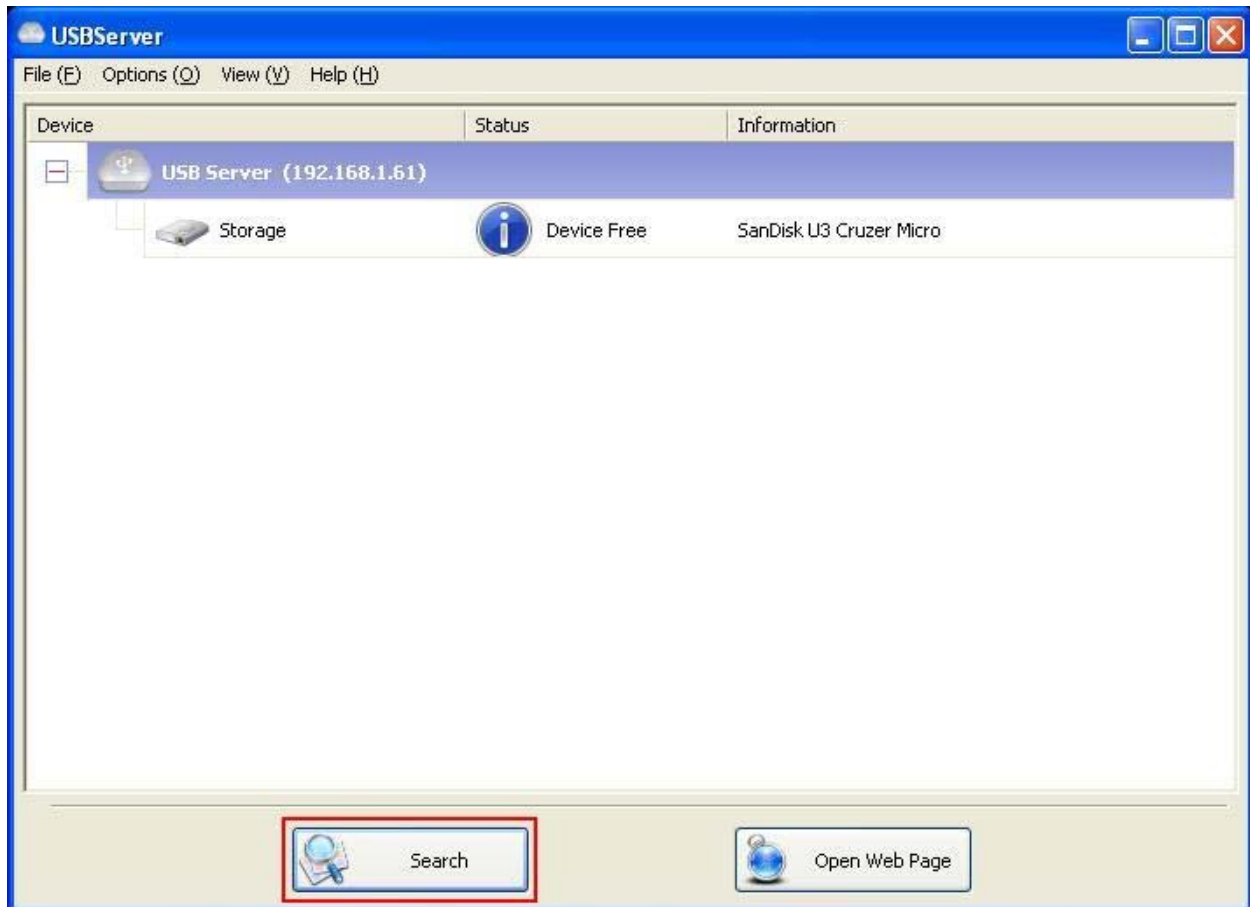 USBServer
File (F) Options (O) View (V) Help (H)
Device Status Information
USB Server (192.168.1.61)
Storage Device Free SanDisk U3 Cruzer Micro
Search Open Web Page